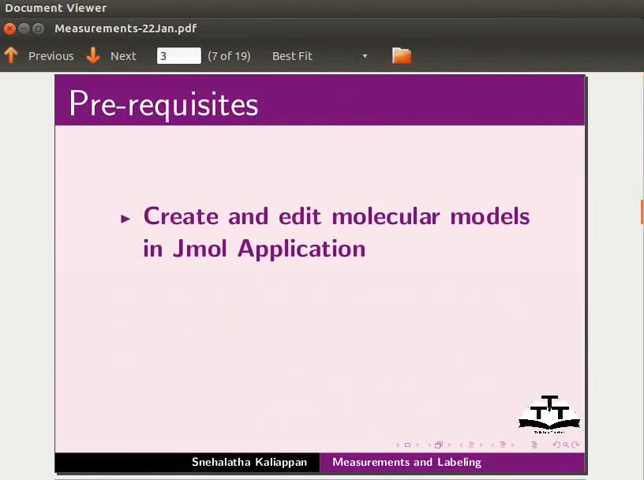 Document Viewer
Measurements-22Jan.pdf
Previous Next 3 (7 of 19) Best Fit
Pre-requisites
Create and edit molecular models
in Jmol Application
Snehalatha Kaliappan Measurements and Labeling